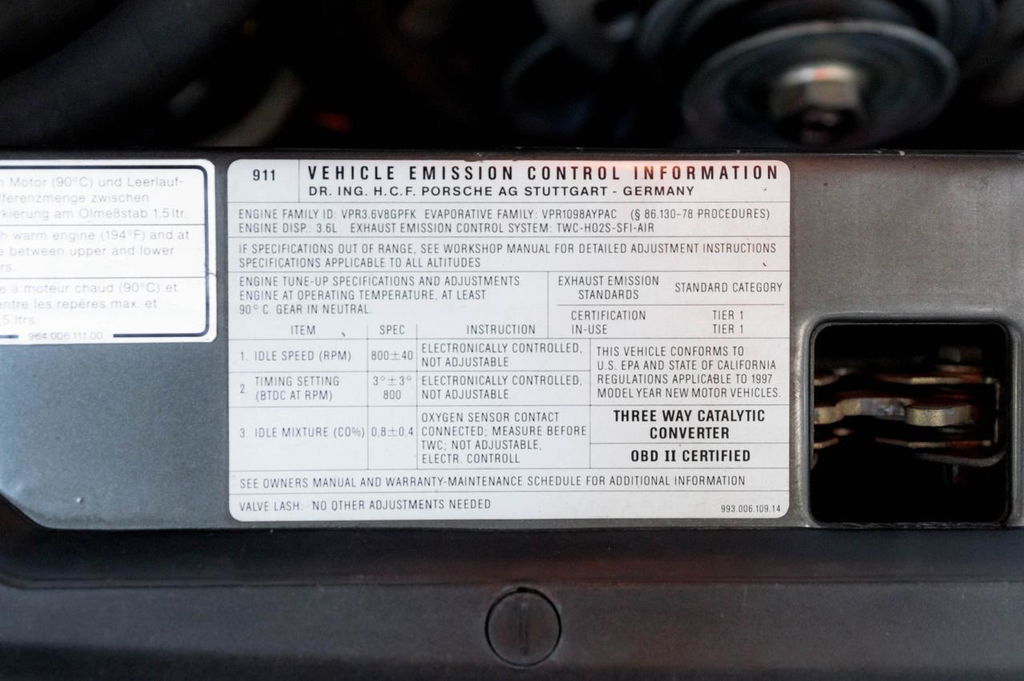 Motor (90°C) und Leerlauf-
fferenzmenge zwischen
kierung am Ölmeßstab 1,5 ltr.
warm engine (194°F) and at
between upper and lower
rs.
à moteur chaud (90°C) et
entre les repères max. et
,5 ltrs.
964.006.111.00
911
VEHICLE EMISSION CONTROL INFORMATION
DR. ING. H.C.F. PORSCHE AG STUTTGART - GERMANY
ENGINE FAMILY ID: VPR3.6V8GPFK EVAPORATIVE FAMILY: VPR1098AYPAC (§ 86.130-78 PROCEDURES)
ENGINE DISP.: 3.6L EXHAUST EMISSION CONTROL SYSTEM: TWC-HO2S-SFI-AIR
IF SPECIFICATIONS OUT OF RANGE, SEE WORKSHOP MANUAL FOR DETAILED ADJUSTMENT INSTRUCTIONS
SPECIFICATIONS APPLICABLE TO ALL ALTITUDES
ENGINE TUNE-UP SPECIFICATIONS AND ADJUSTMENTS
ENGINE AT OPERATING TEMPERATURE, AT LEAST
90° C. GEAR IN NEUTRAL.
EXHAUST EMISSION
STANDARDS
STANDARD CATEGORY
CERTIFICATION TIER 1
IN-USE TIER 1
ITEM SPEC INSTRUCTION
1. IDLE SPEED (RPM) 800±40 ELECTRONICALLY CONTROLLED,
NOT ADJUSTABLE
2 TIMING SETTING
(BTDC AT RPM)
3°±3°
800
ELECTRONICALLY CONTROLLED,
NOT ADJUSTABLE
3 IDLE MIXTURE (CO%) 0,8±0,4
OXYGEN SENSOR CONTACT
CONNECTED; MEASURE BEFORE
TWC; NOT ADJUSTABLE,
ELECTR. CONTROLL
THIS VEHICLE CONFORMS TO
U.S. EPA AND STATE OF CALIFORNIA
REGULATIONS APPLICABLE TO 1997
MODEL YEAR NEW MOTOR VEHICLES.
THREE WAY CATALYTIC
CONVERTER
OBD II CERTIFIED
SEE OWNERS MANUAL AND WARRANTY-MAINTENANCE SCHEDULE FOR ADDITIONAL INFORMATION
VALVE LASH: NO OTHER ADJUSTMENTS NEEDED
993.006.109.14